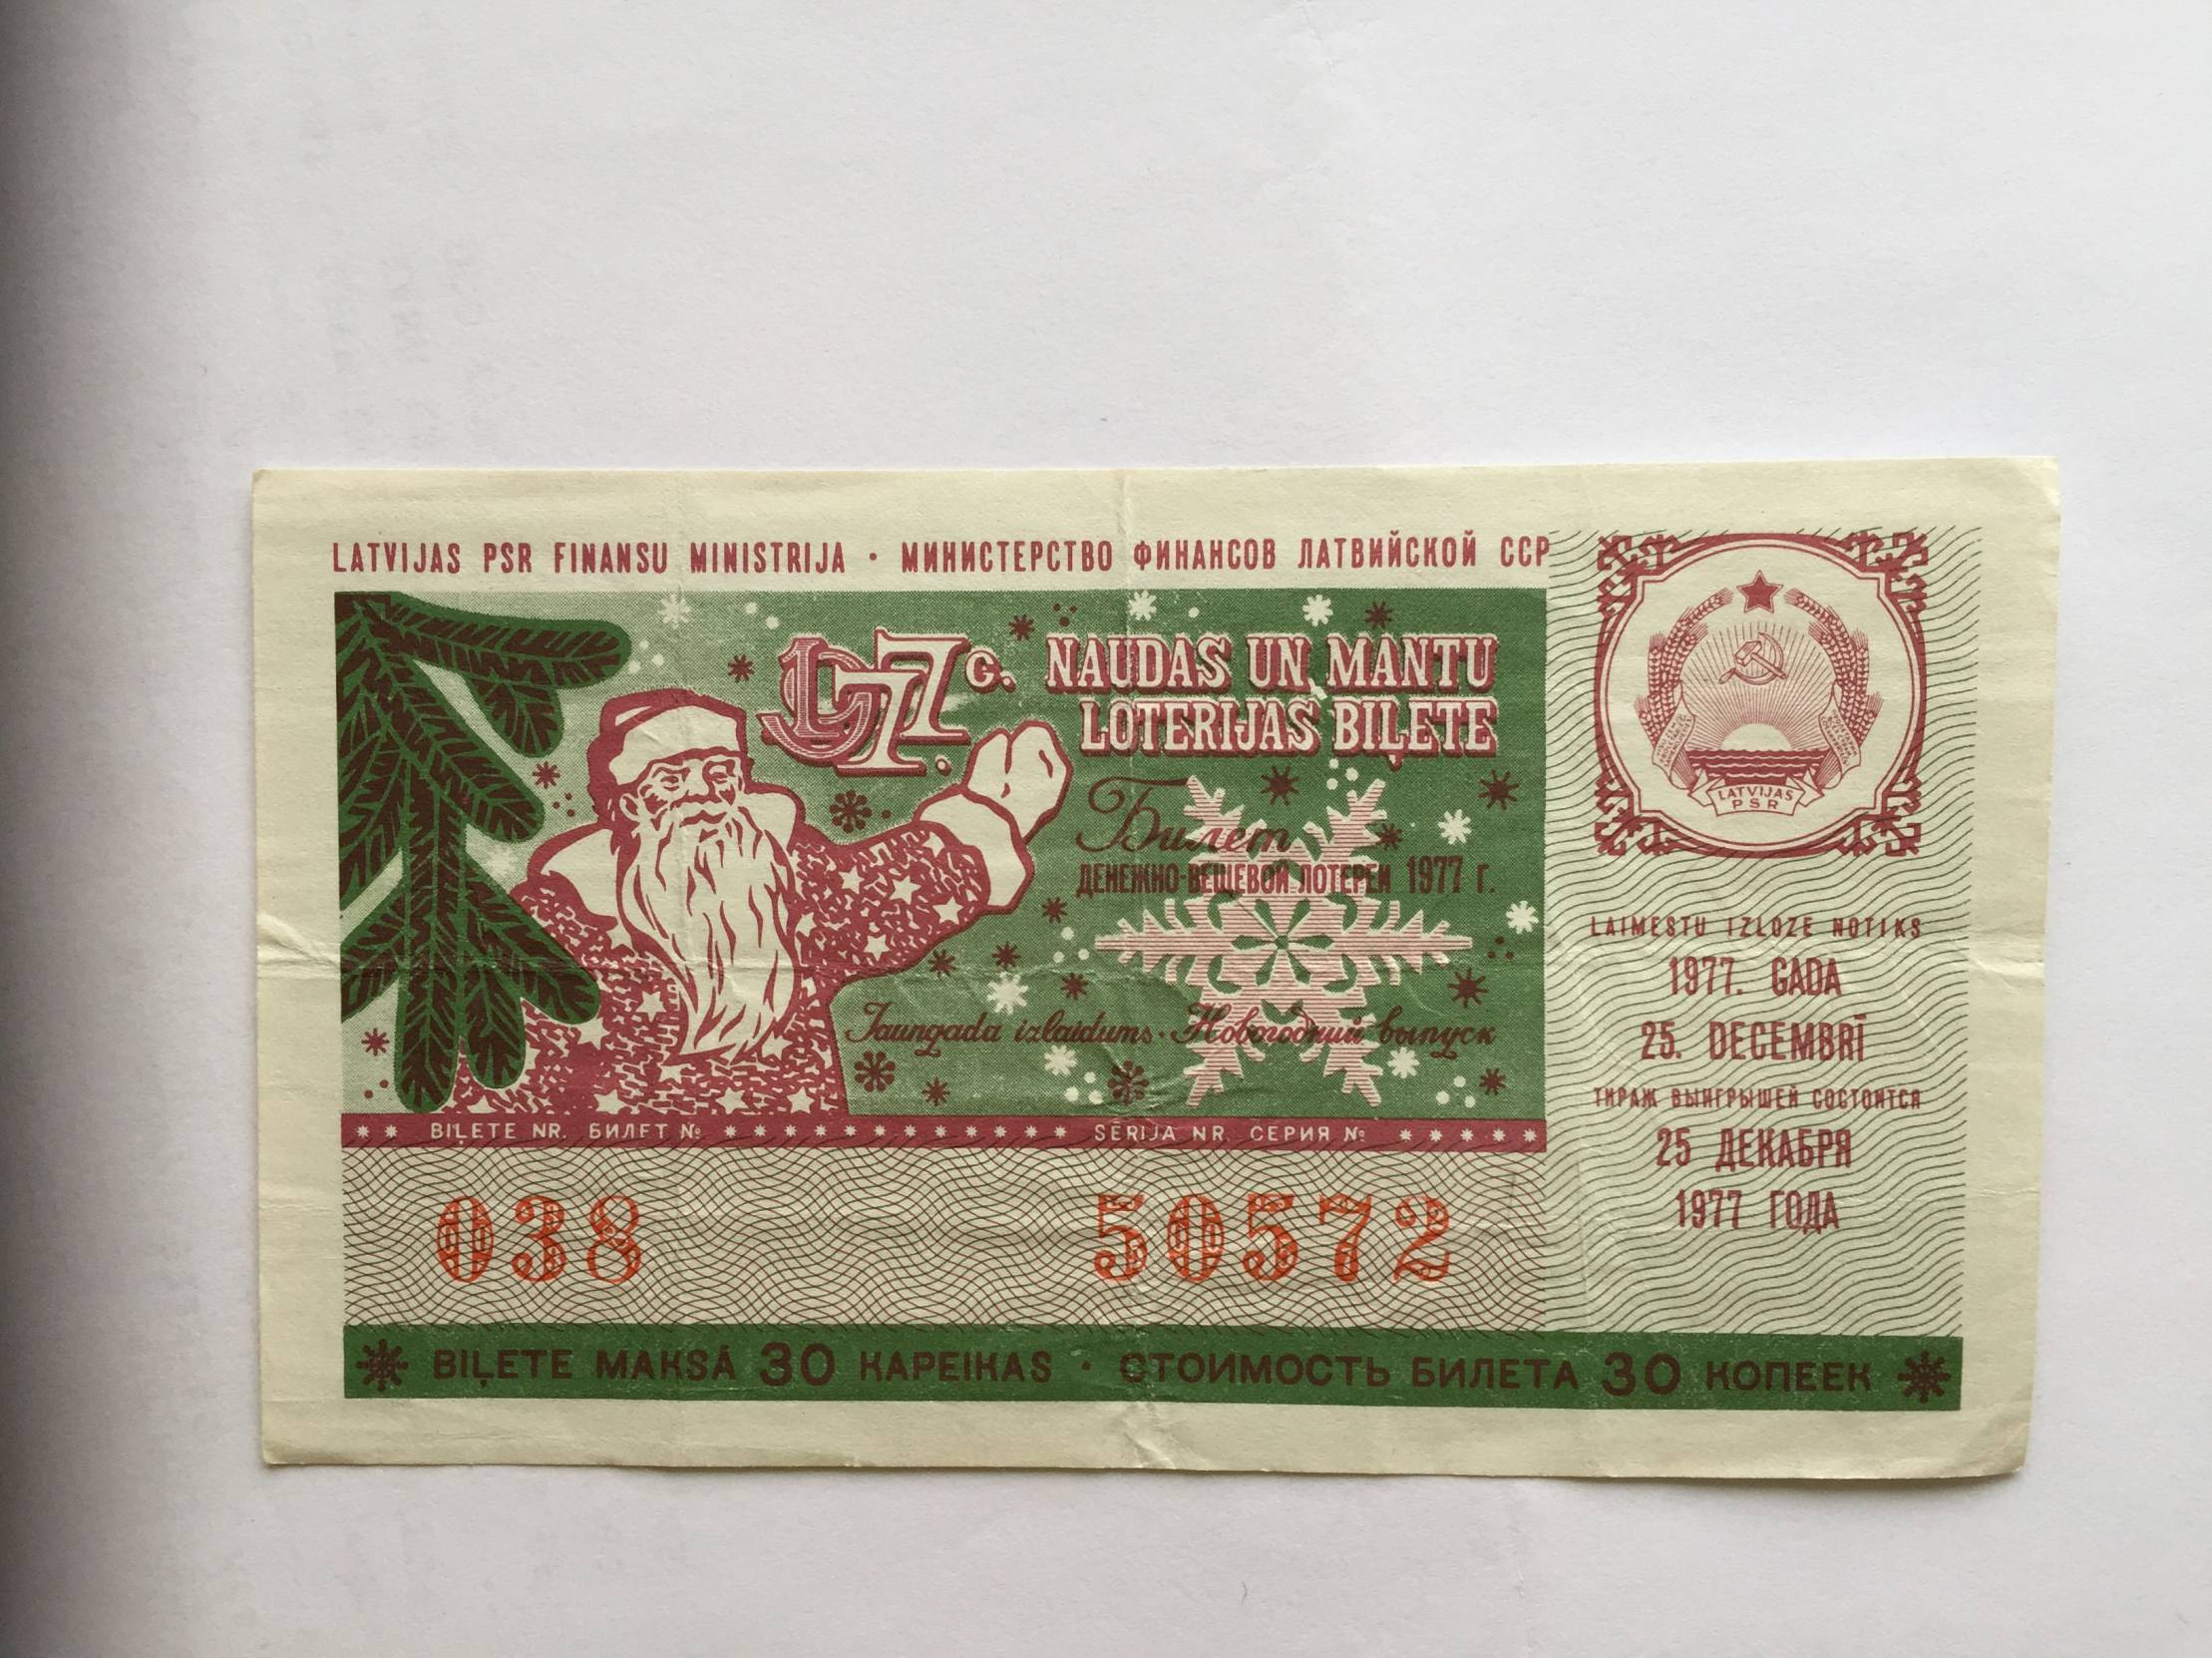 LATVIJAS PSR FINANSU MINISTRIJA · МИНИСТЕРСТВО ФИНАНСОВ ЛАТВИЙСКОЙ ССР
1977. G. NAUDAS UN MANTU
LOTERIJAS BIĻETE
Билет
ДЕНЕЖНО-ВЕЩЕВОЙ ЛОТЕРЕИ 1977 г.
Jaungada izlaidums · Новогодний выпуск
BIĻETE NR. БИЛЕТ № SĒRIJA NR. СЕРИЯ №
038 50572
LATVIJAS
PSR
LAIMESTU IZLOZE NOTIKS
1977. GADA
25. DECEMBRĪ
ТИРАЖ ВЫИГРЫШЕЙ СОСТОИТСЯ
25 ДЕКАБРЯ
1977 ГОДА
BIĻETE MAKSĀ 30 KAPEIKAS · СТОИМОСТЬ БИЛЕТА 30 КОПЕЕК